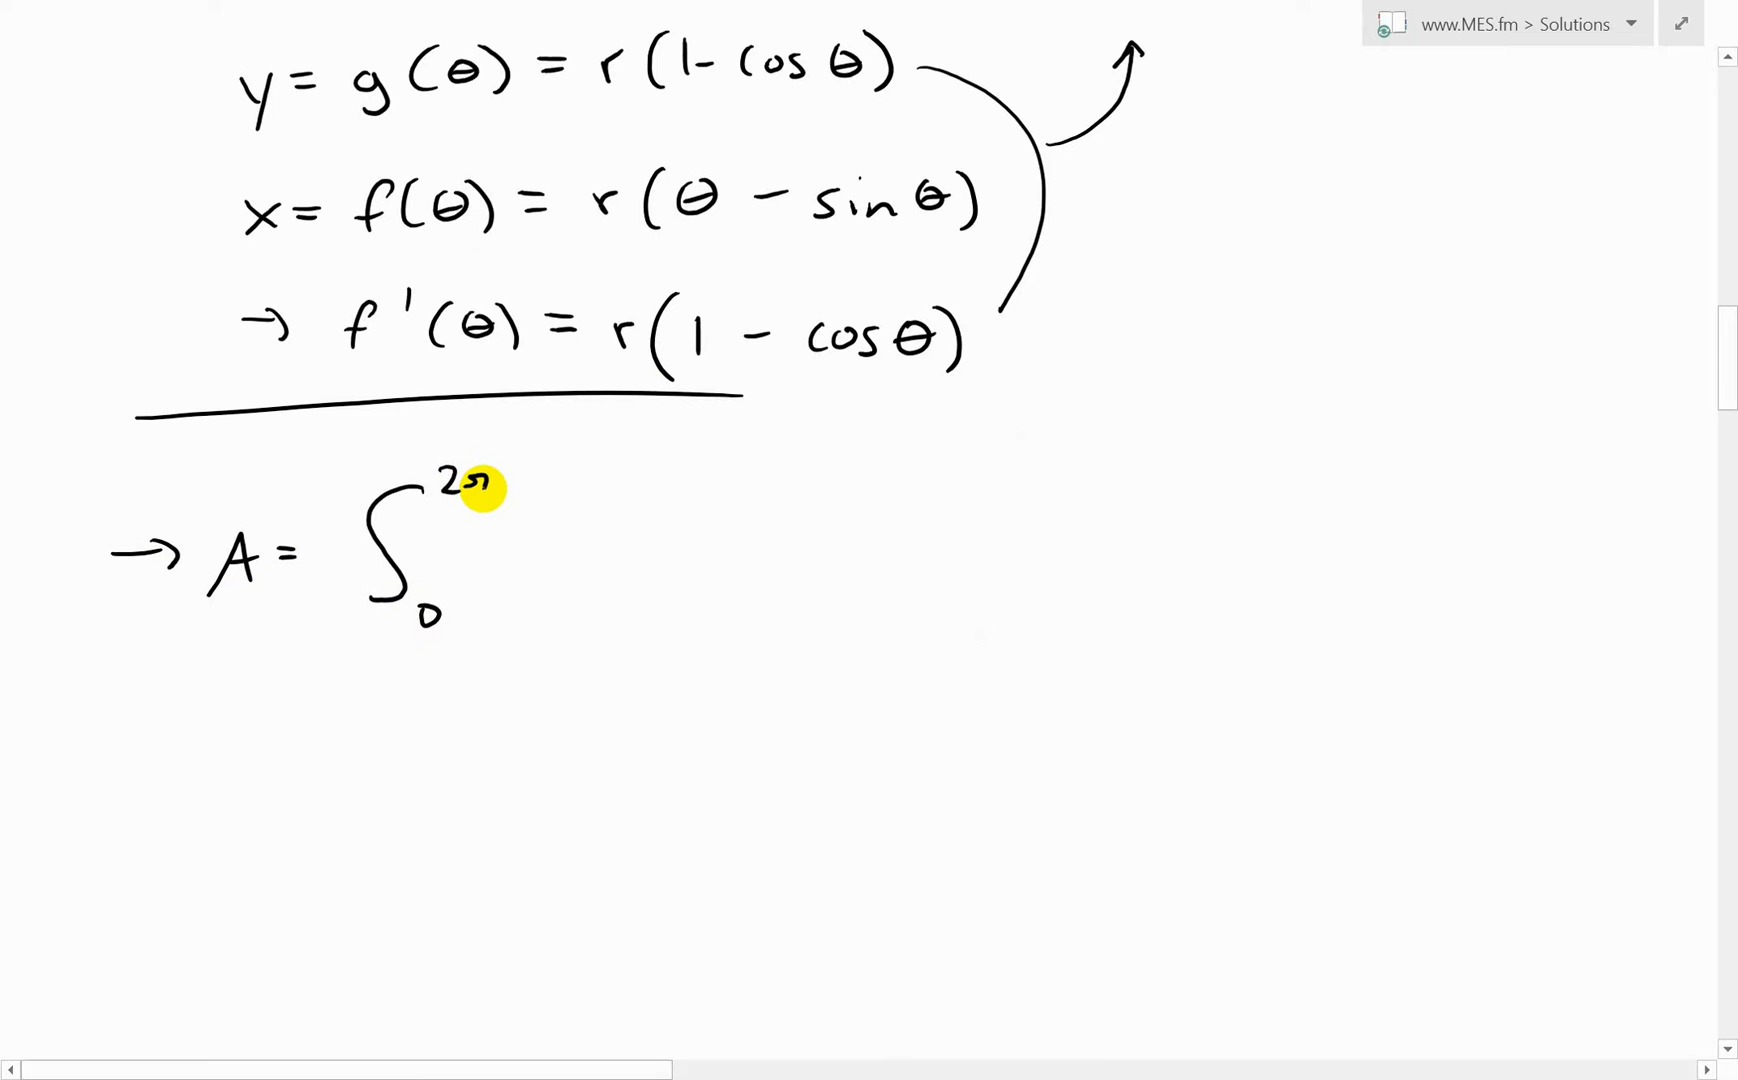 www.MES.fm > Solutions
y = g(θ) = r(1 - cos θ)
x = f(θ) = r(θ - sin θ)
→ f'(θ) = r(1 - cos θ)
→ A = ∫₀^2π